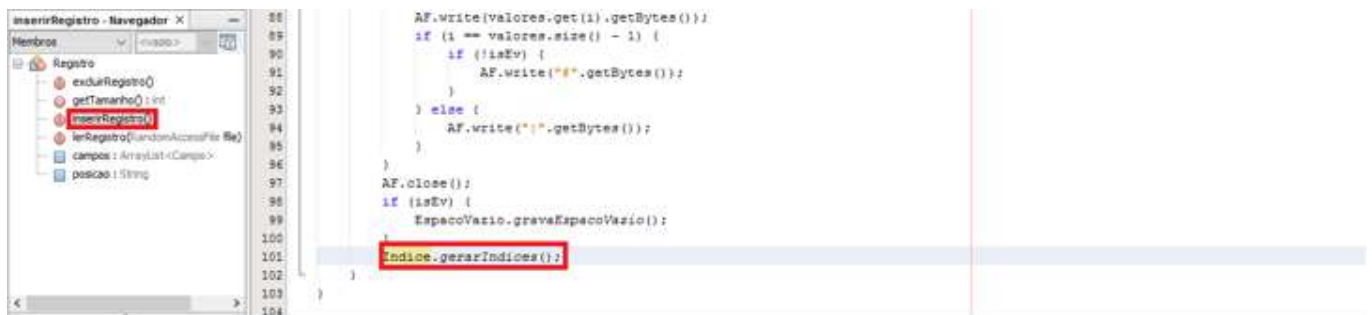 inserirRegistro - Navegador ×
Membros <vazio>
Registro
excluirRegistro()
getTamanho() : int
inserirRegistro()
lerRegistro(RandomAccessFile file)
campos : ArrayList<Campo>
posicao : String
88 AF.write(valores.get(i).getBytes());
89 if (i == valores.size() - 1) {
90 if (!isEv) {
91 AF.write("#".getBytes());
92 }
93 } else {
94 AF.write("|".getBytes());
95 }
96 }
97 AF.close();
98 if (isEv) {
99 EspacoVazio.gravaEspacoVazio();
100 }
101 Indice.gerarIndices();
102 }
103 }
104